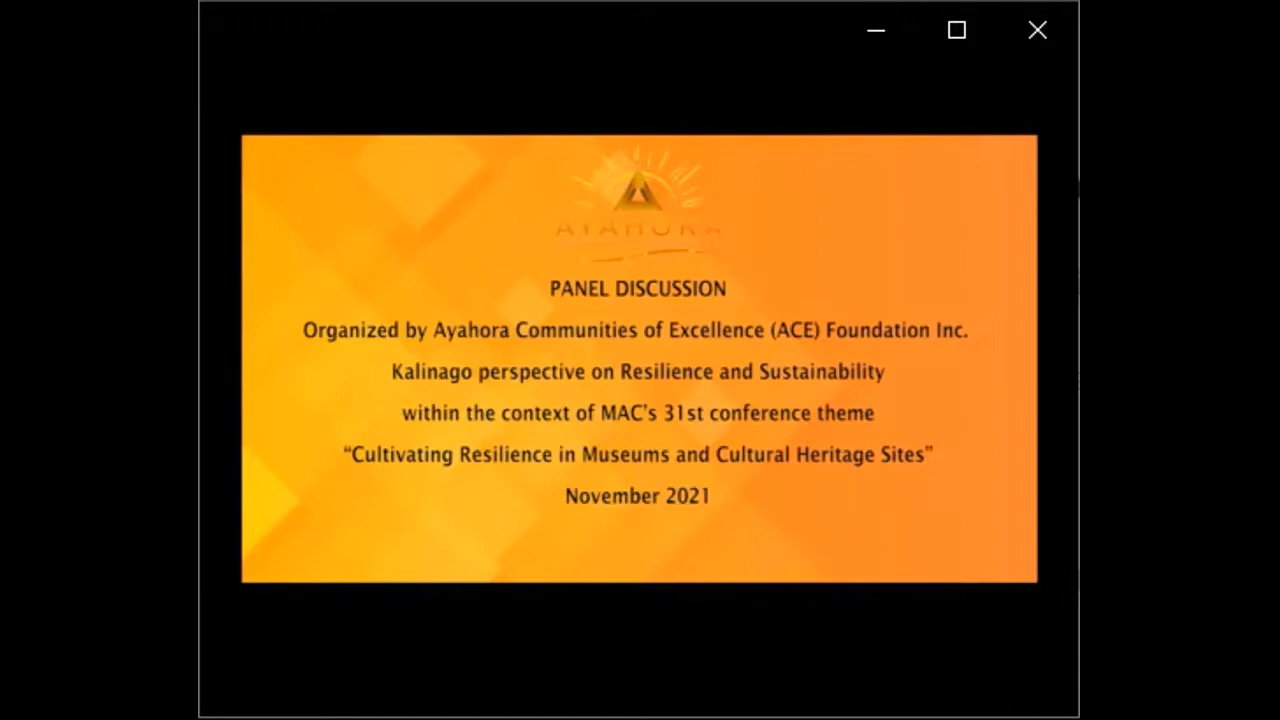 AYAHORA
PANEL DISCUSSION
Organized by Ayahora Communities of Excellence (ACE) Foundation Inc.
Kalinago perspective on Resilience and Sustainability
within the context of MAC's 31st conference theme
“Cultivating Resilience in Museums and Cultural Heritage Sites”
November 2021